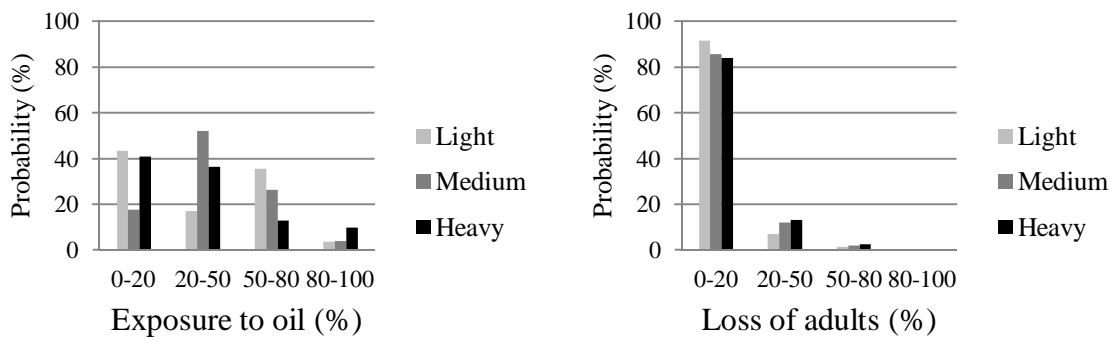 100
80
60
40
20
0
Probability (%)
0-20 20-50 50-80 80-100
Exposure to oil (%)
Light
Medium
Heavy
100
80
60
40
20
0
Probability (%)
0-20 20-50 50-80 80-100
Loss of adults (%)
Light
Medium
Heavy